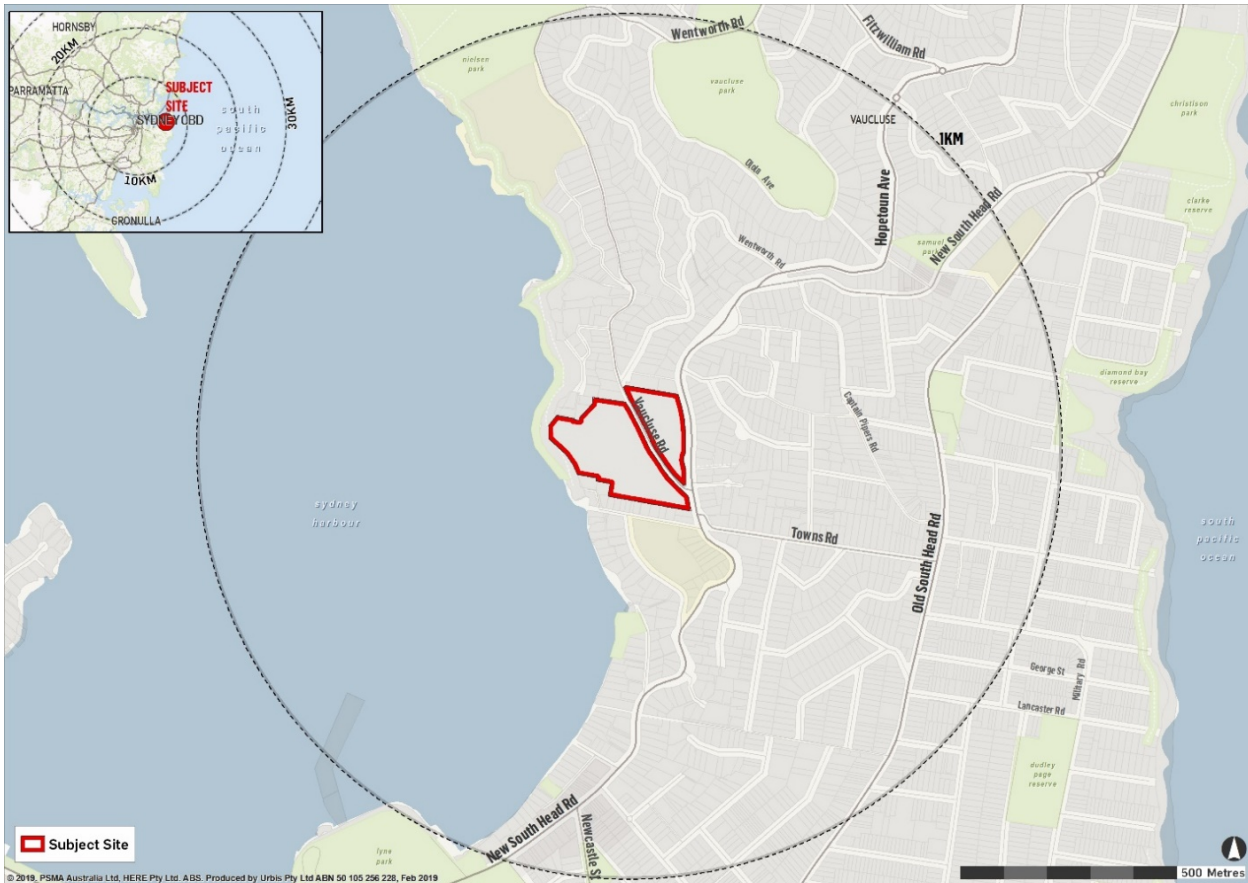 HORNSBY
20KM
PARRAMATTA
SUBJECT
SITE
SYDNEY CBD
south
pacific
ocean
30KM
10KM
CRONULLA
Wentworth Rd
Fitzwilliam Rd
nielsen
park
vaucluse
park
christison
park
VAUCLUSE
1KM
Olola Ave
Hopetoun Ave
New South Head Rd
clarke
reserve
samuel
park
Wentworth Rd
diamond bay
reserve
Vaucluse Rd
Captain Pipers Rd
sydney
harbour
Towns Rd
Old South Head Rd
south
pacific
ocean
George St
Military Rd
Lancaster Rd
dudley
page
reserve
New South Head Rd
Newcastle St
lyne
park
Subject Site
500 Metres
© 2019. PSMA Australia Ltd, HERE Pty Ltd. ABS. Produced by Urbis Pty Ltd ABN 50 105 256 228, Feb 2019